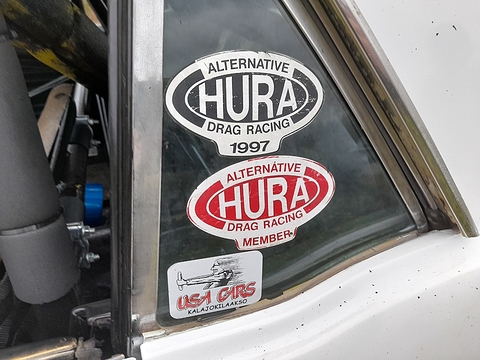 ALTERNATIVE
HURA
DRAG RACING
1997
ALTERNATIVE
HURA
DRAG RACING
MEMBER
USA CARS
KALAJOKILAAKSO